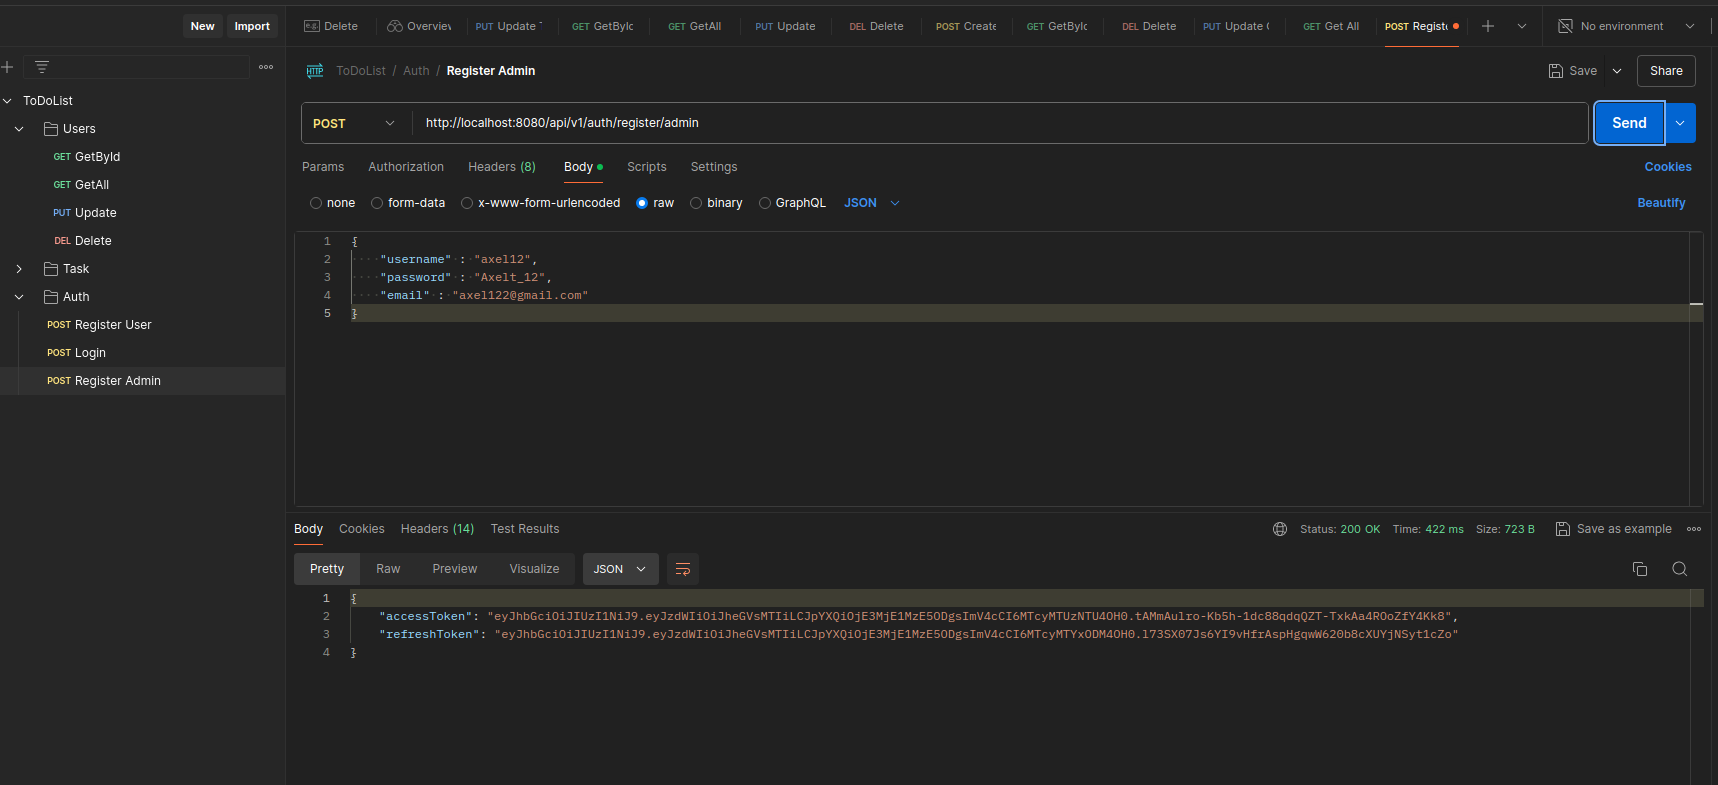 New Import
Delete Overview PUT Update T GET GetById GET GetAll PUT Update DEL Delete POST Create GET GetById DEL Delete PUT Update GET Get All POST Registe No environment
ToDoList / Auth / Register Admin Save Share
ToDoList
Users
GET GetById
GET GetAll
PUT Update
DEL Delete
Task
Auth
POST Register User
POST Login
POST Register Admin
POST http://localhost:8080/api/v1/auth/register/admin Send
Params Authorization Headers (8) Body Scripts Settings Cookies
none form-data x-www-form-urlencoded raw binary GraphQL JSON Beautify
1 {
2 "username" : "axel12",
3 "password" : "Axelt_12",
4 "email" : "axel122@gmail.com"
5 }
Body Cookies Headers (14) Test Results Status: 200 OK Time: 422 ms Size: 723 B Save as example
Pretty Raw Preview Visualize JSON
1 {
2 "accessToken": "eyJhbGciOiJIUzI1NiJ9.eyJzdWIiOiJheGVsMTIiLCJpYXQiOjE3MjE1MzE5ODgsImV4cCI6MTcyMTUzNTU4OH0.tAMmAulro-Kb5h-1dc88qdqQZT-TxkAa4ROoZfY4Kk8",
3 "refreshToken": "eyJhbGciOiJIUzI1NiJ9.eyJzdWIiOiJheGVsMTIiLCJpYXQiOjE3MjE1MzE5ODgsImV4cCI6MTcyMTYxODM4OH0.l73SX07Js6YI9vHfrAspHgqwW620b8cXUYjNSyt1cZo"
4 }